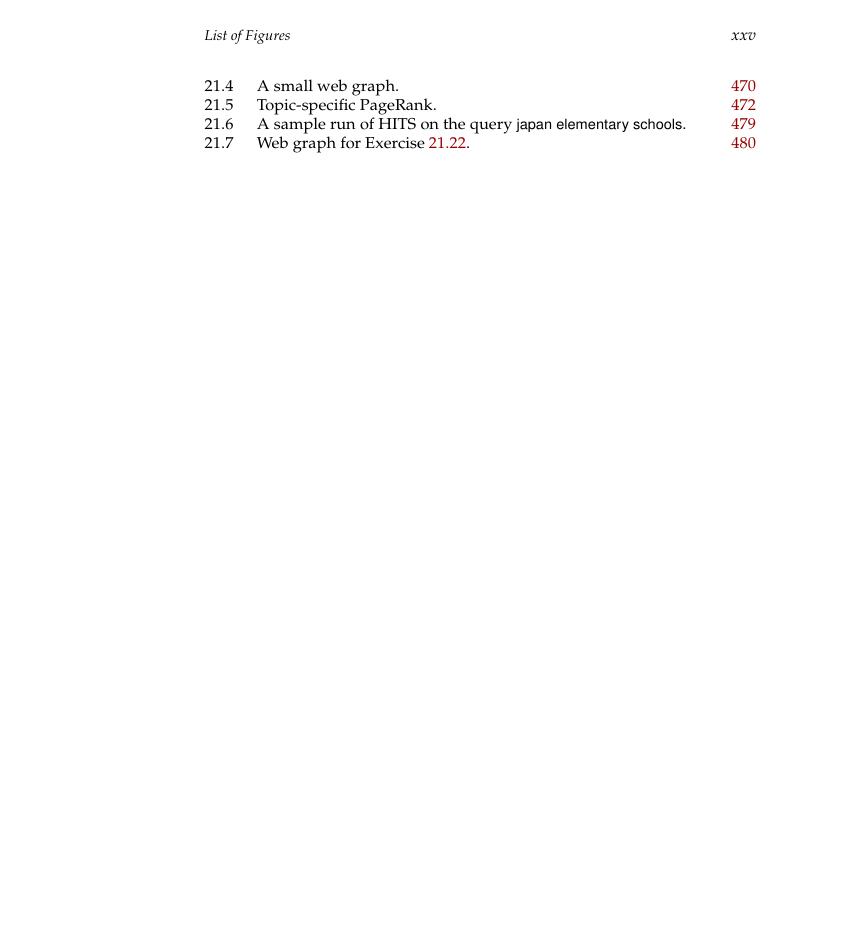 List of Figures xxv
21.4 A small web graph. 470
21.5 Topic-specific PageRank. 472
21.6 A sample run of HITS on the query japan elementary schools. 479
21.7 Web graph for Exercise 21.22. 480